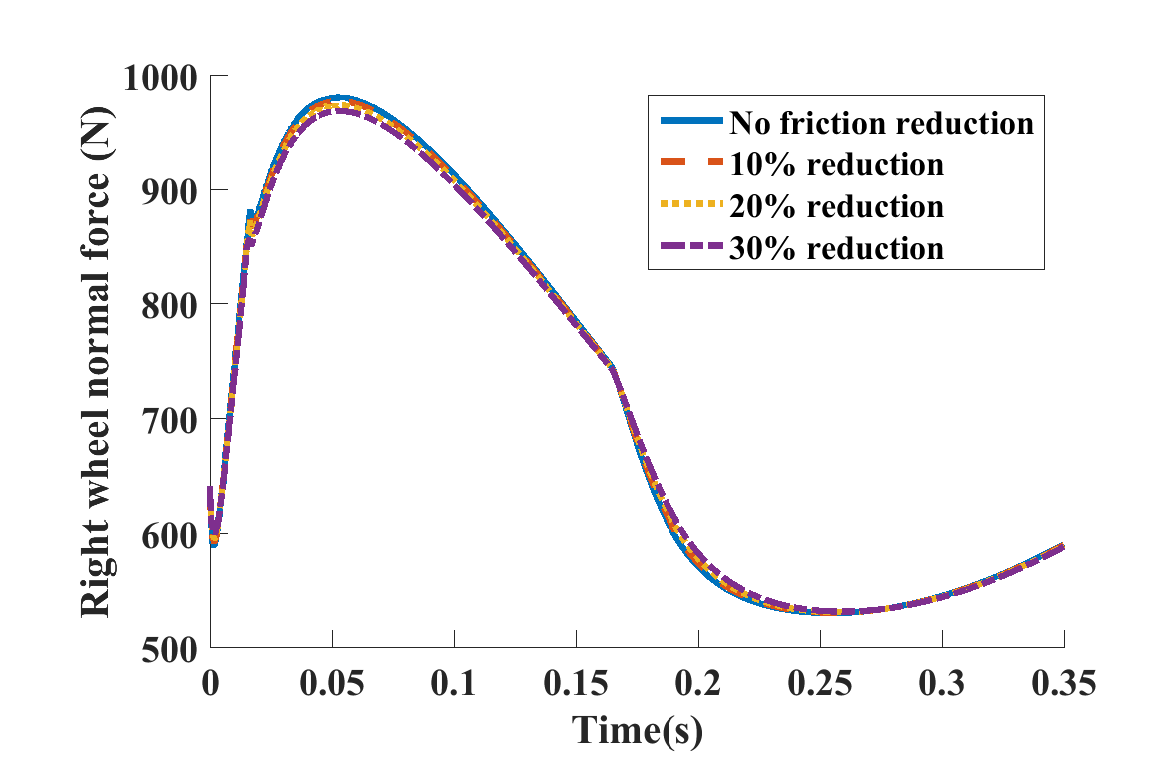 Right wheel normal force (N)
1000
900
800
700
600
500
0
0.05
0.1
0.15
0.2
0.25
0.3
0.35
Time(s)
No friction reduction
10% reduction
20% reduction
30% reduction